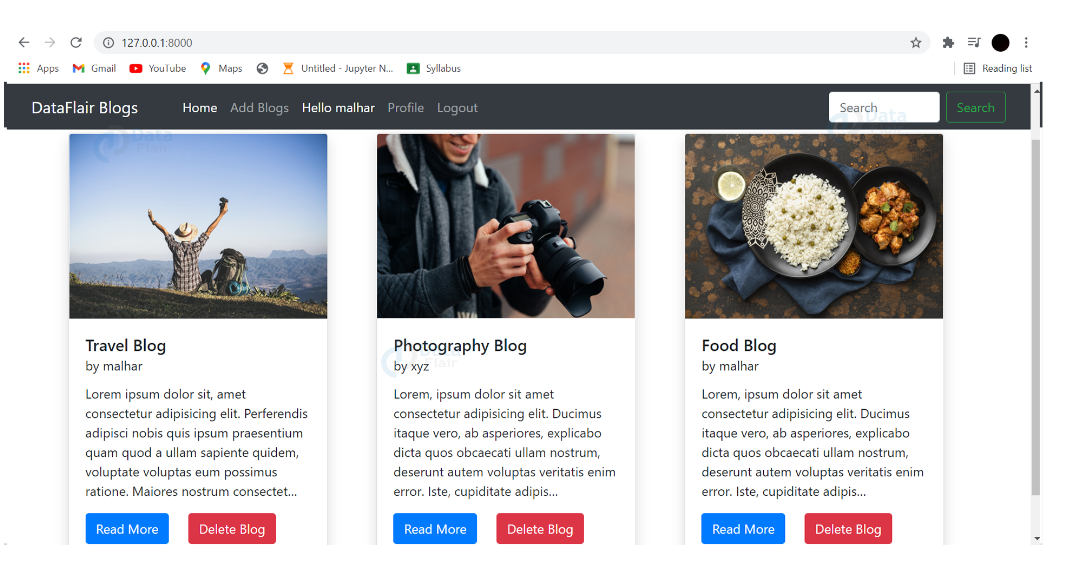 127.0.0.1:8000
Apps Gmail YouTube Maps Untitled - Jupyter N... Syllabus Reading list
DataFlair Blogs Home Add Blogs Hello malhar Profile Logout Search Search
Data
Flair
Data
Travel Blog
by malhar
Lorem ipsum dolor sit, amet
consectetur adipisicing elit. Perferendis
adipisci nobis quis ipsum praesentium
quam quod a ullam sapiente quidem,
voluptate voluptas eum possimus
ratione. Maiores nostrum consectet...
Read More Delete Blog
Photography Blog
by xyz
Data
Flair
Lorem, ipsum dolor sit amet
consectetur adipisicing elit. Ducimus
itaque vero, ab asperiores, explicabo
dicta quos obcaecati ullam nostrum,
deserunt autem voluptas veritatis enim
error. Iste, cupiditate adipis...
Read More Delete Blog
Food Blog
by malhar
Lorem, ipsum dolor sit amet
consectetur adipisicing elit. Ducimus
itaque vero, ab asperiores, explicabo
dicta quos obcaecati ullam nostrum,
deserunt autem voluptas veritatis enim
error. Iste, cupiditate adipis...
Read More Delete Blog